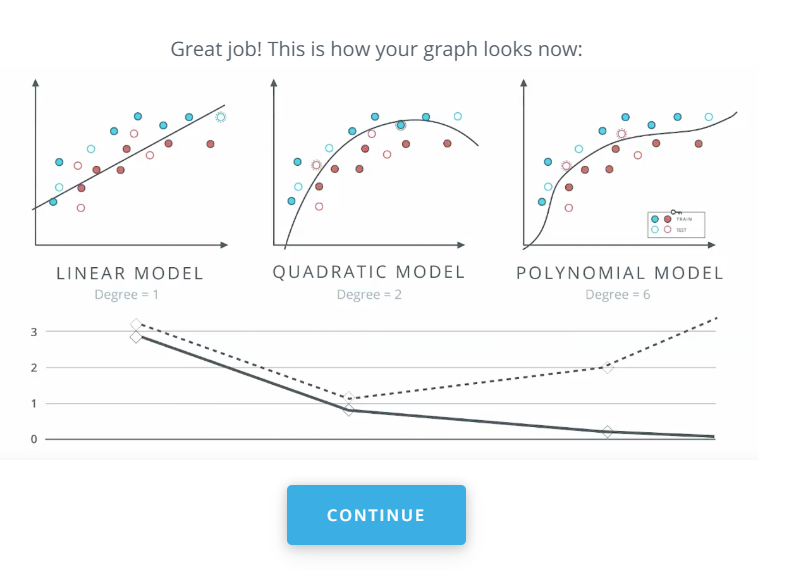 Great job! This is how your graph looks now:
TRAIN
TEST
LINEAR MODEL
Degree = 1
QUADRATIC MODEL
Degree = 2
POLYNOMIAL MODEL
Degree = 6
3
2
1
0
CONTINUE